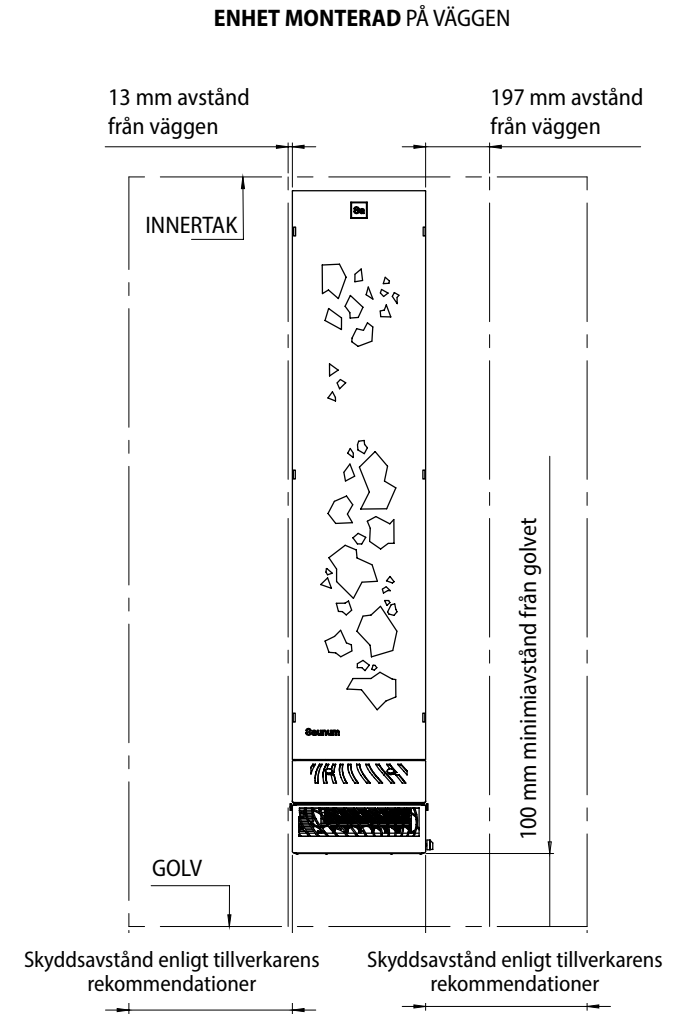 ENHET MONTERAD PÅ VÄGGEN
13 mm avstånd
från väggen
197 mm avstånd
från väggen
INNERTAK
Sa
100 mm minimiavstånd från golvet
Saunum
GOLV
Skyddsavstånd enligt tillverkarens
rekommendationer
Skyddsavstånd enligt tillverkarens
rekommendationer